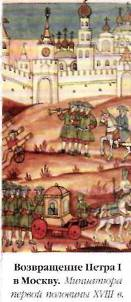 Возвращение Петра I
в Москву. Миниатюра
первой половины XVIII в.